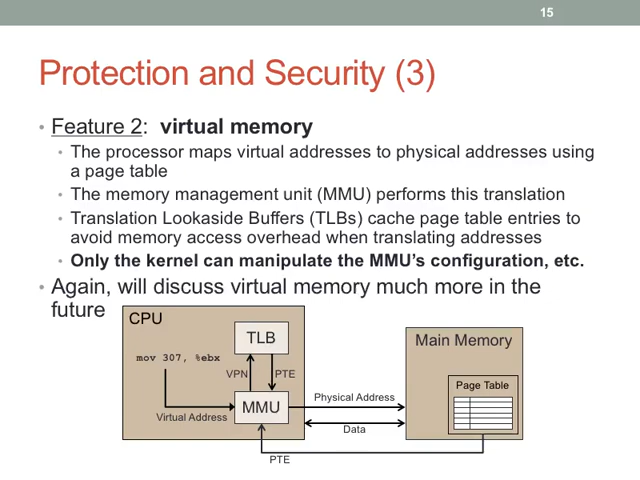 15
Protection and Security (3)
• Feature 2: virtual memory
• The processor maps virtual addresses to physical addresses using
a page table
• The memory management unit (MMU) performs this translation
• Translation Lookaside Buffers (TLBs) cache page table entries to
avoid memory access overhead when translating addresses
• Only the kernel can manipulate the MMU's configuration, etc.
• Again, will discuss virtual memory much more in the
future
CPU
TLB
Main Memory
mov 307, %ebx
VPN
PTE
Page Table
Physical Address
MMU
Virtual Address
Data
PTE